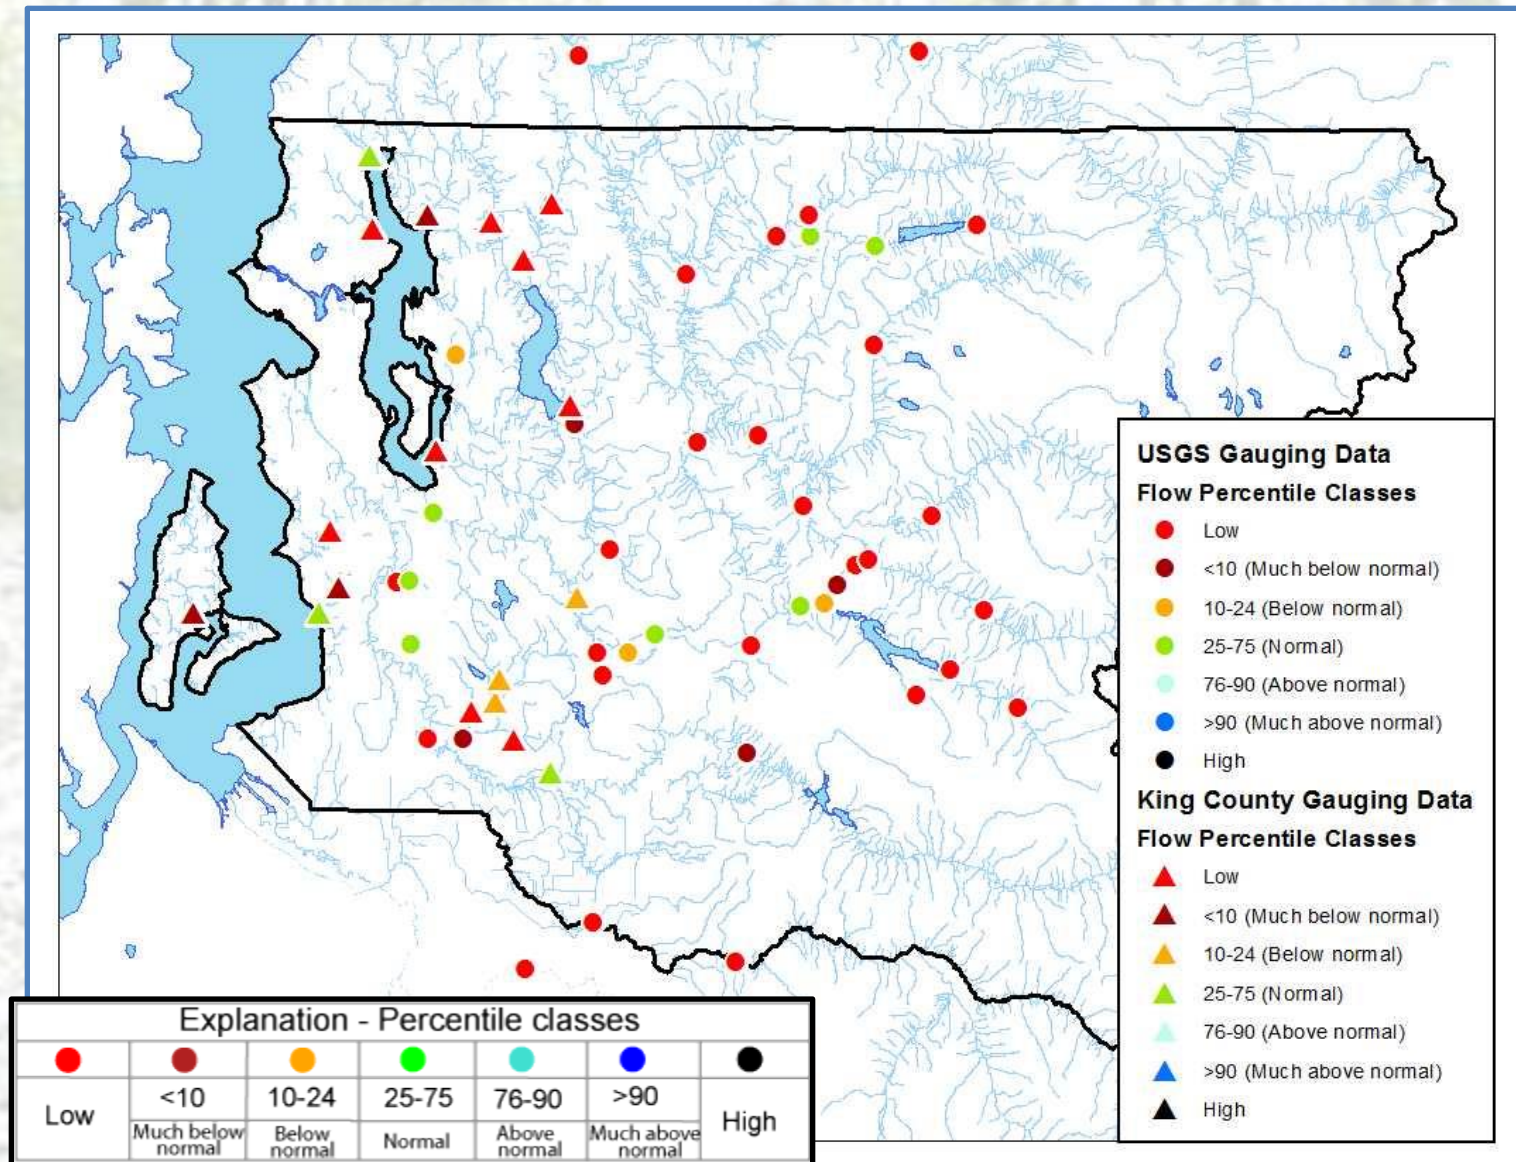 USGS Gauging Data
Flow Percentile Classes
Low
<10 (Much below normal)
10-24 (Below normal)
25-75 (Normal)
76-90 (Above normal)
>90 (Much above normal)
High
King County Gauging Data
Flow Percentile Classes
Low
<10 (Much below normal)
10-24 (Below normal)
25-75 (Normal)
76-90 (Above normal)
>90 (Much above normal)
High
Explanation - Percentile classes
Low
<10
10-24
25-75
76-90
>90
High
Much below
normal
Below
normal
Normal
Above
normal
Much above
normal